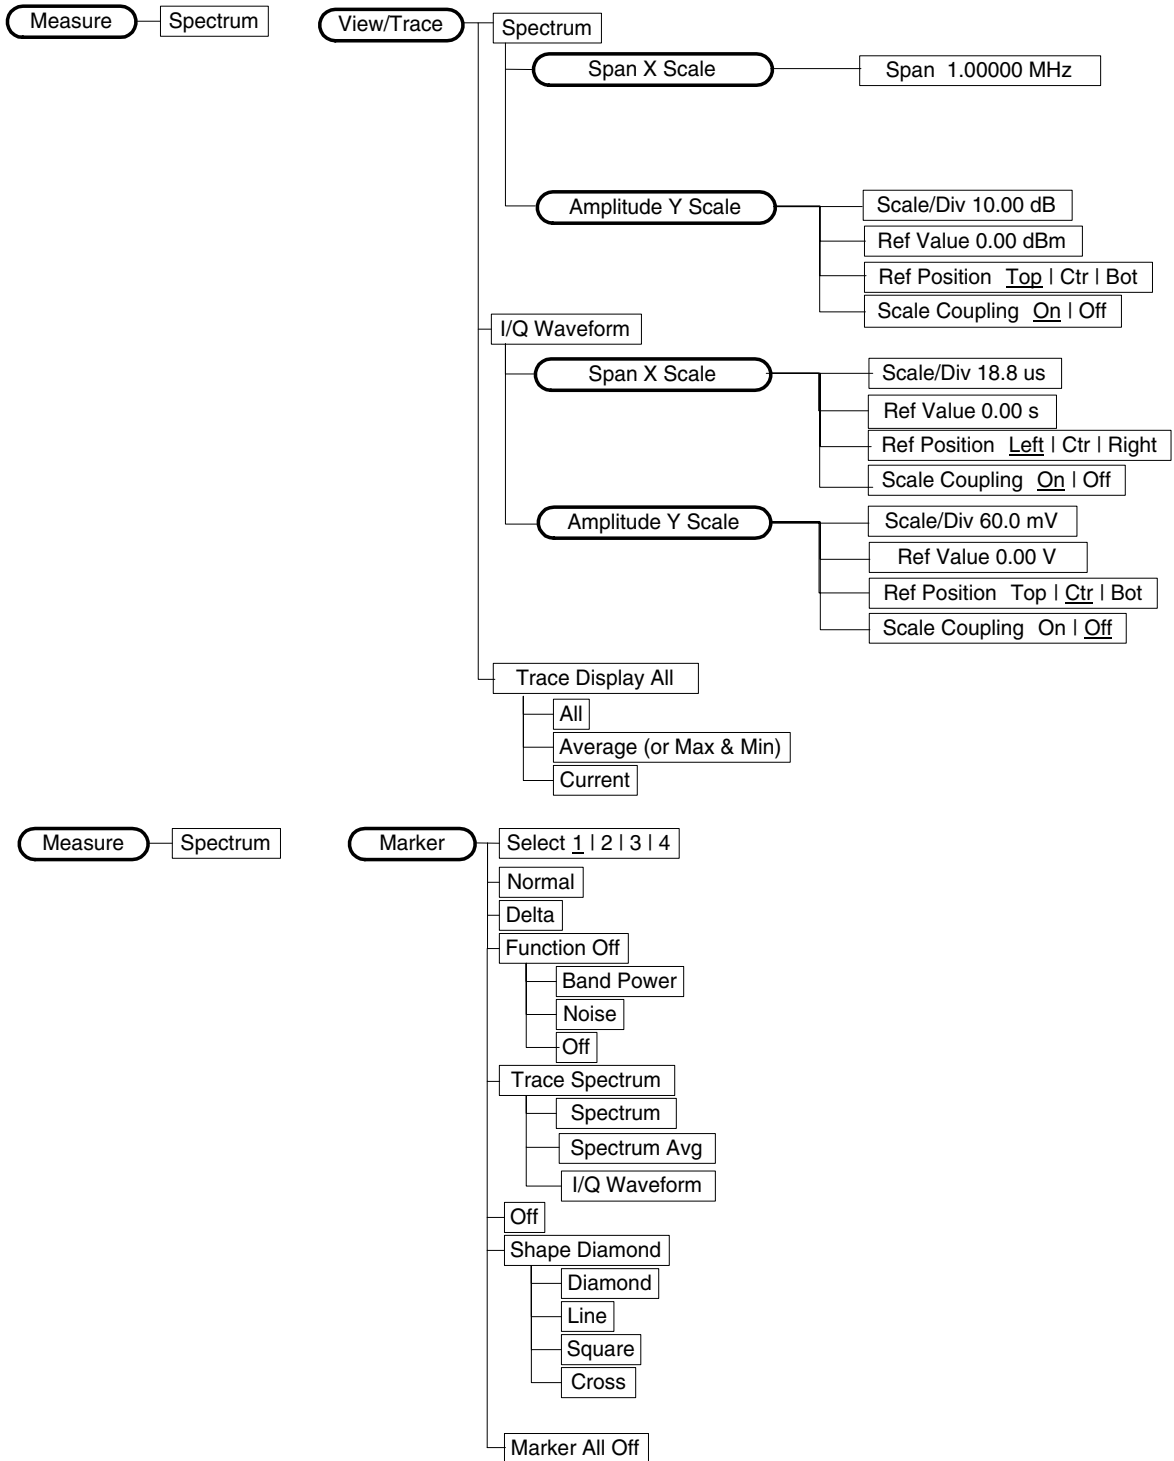 Measure
Spectrum
View/Trace
Spectrum
Span X Scale
Span 1.00000 MHz
Amplitude Y Scale
Scale/Div 10.00 dB
Ref Value 0.00 dBm
Ref Position Top | Ctr | Bot
Scale Coupling On | Off
I/Q Waveform
Span X Scale
Scale/Div 18.8 us
Ref Value 0.00 s
Ref Position Left | Ctr | Right
Scale Coupling On | Off
Amplitude Y Scale
Scale/Div 60.0 mV
Ref Value 0.00 V
Ref Position Top | Ctr | Bot
Scale Coupling On | Off
Trace Display All
All
Average (or Max & Min)
Current
Measure
Spectrum
Marker
Select 1 | 2 | 3 | 4
Normal
Delta
Function Off
Band Power
Noise
Off
Trace Spectrum
Spectrum
Spectrum Avg
I/Q Waveform
Off
Shape Diamond
Diamond
Line
Square
Cross
Marker All Off